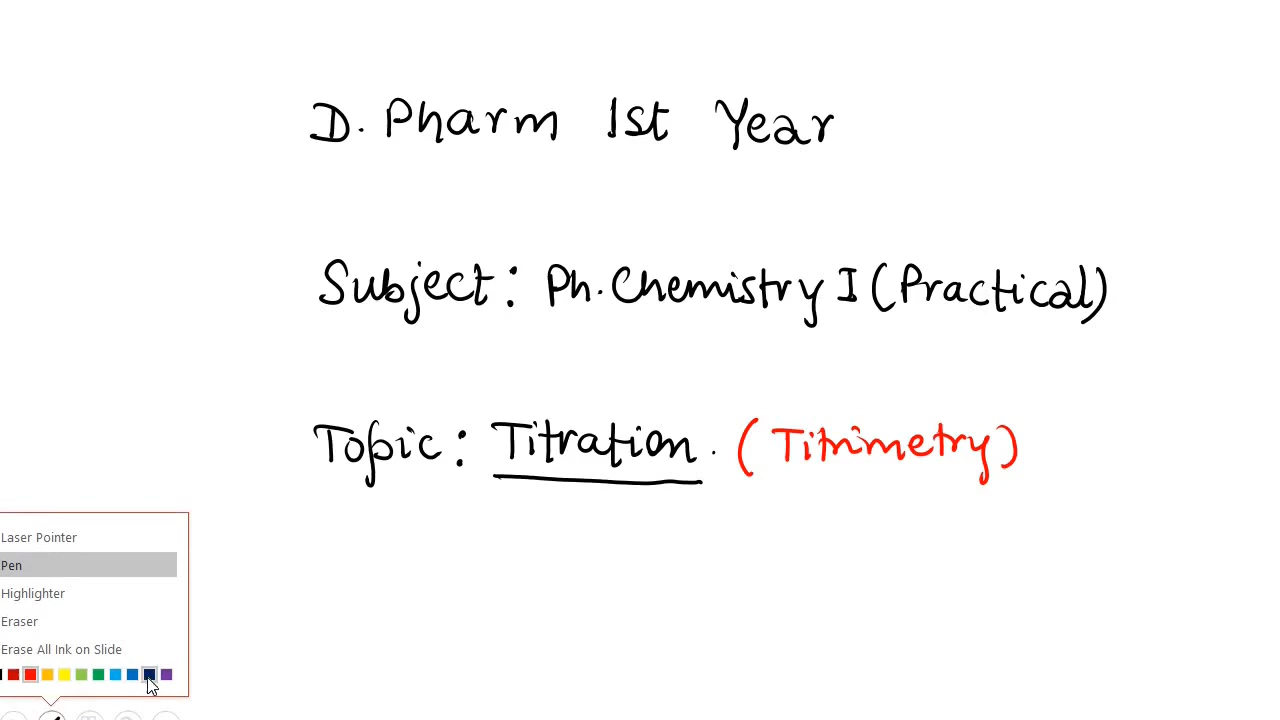 D. Pharm 1st Year
Subject: Ph. Chemistry I (Practical)
Topic: Titration. (Titrimetry)
Laser Pointer
Pen
Highlighter
Eraser
Erase All Ink on Slide